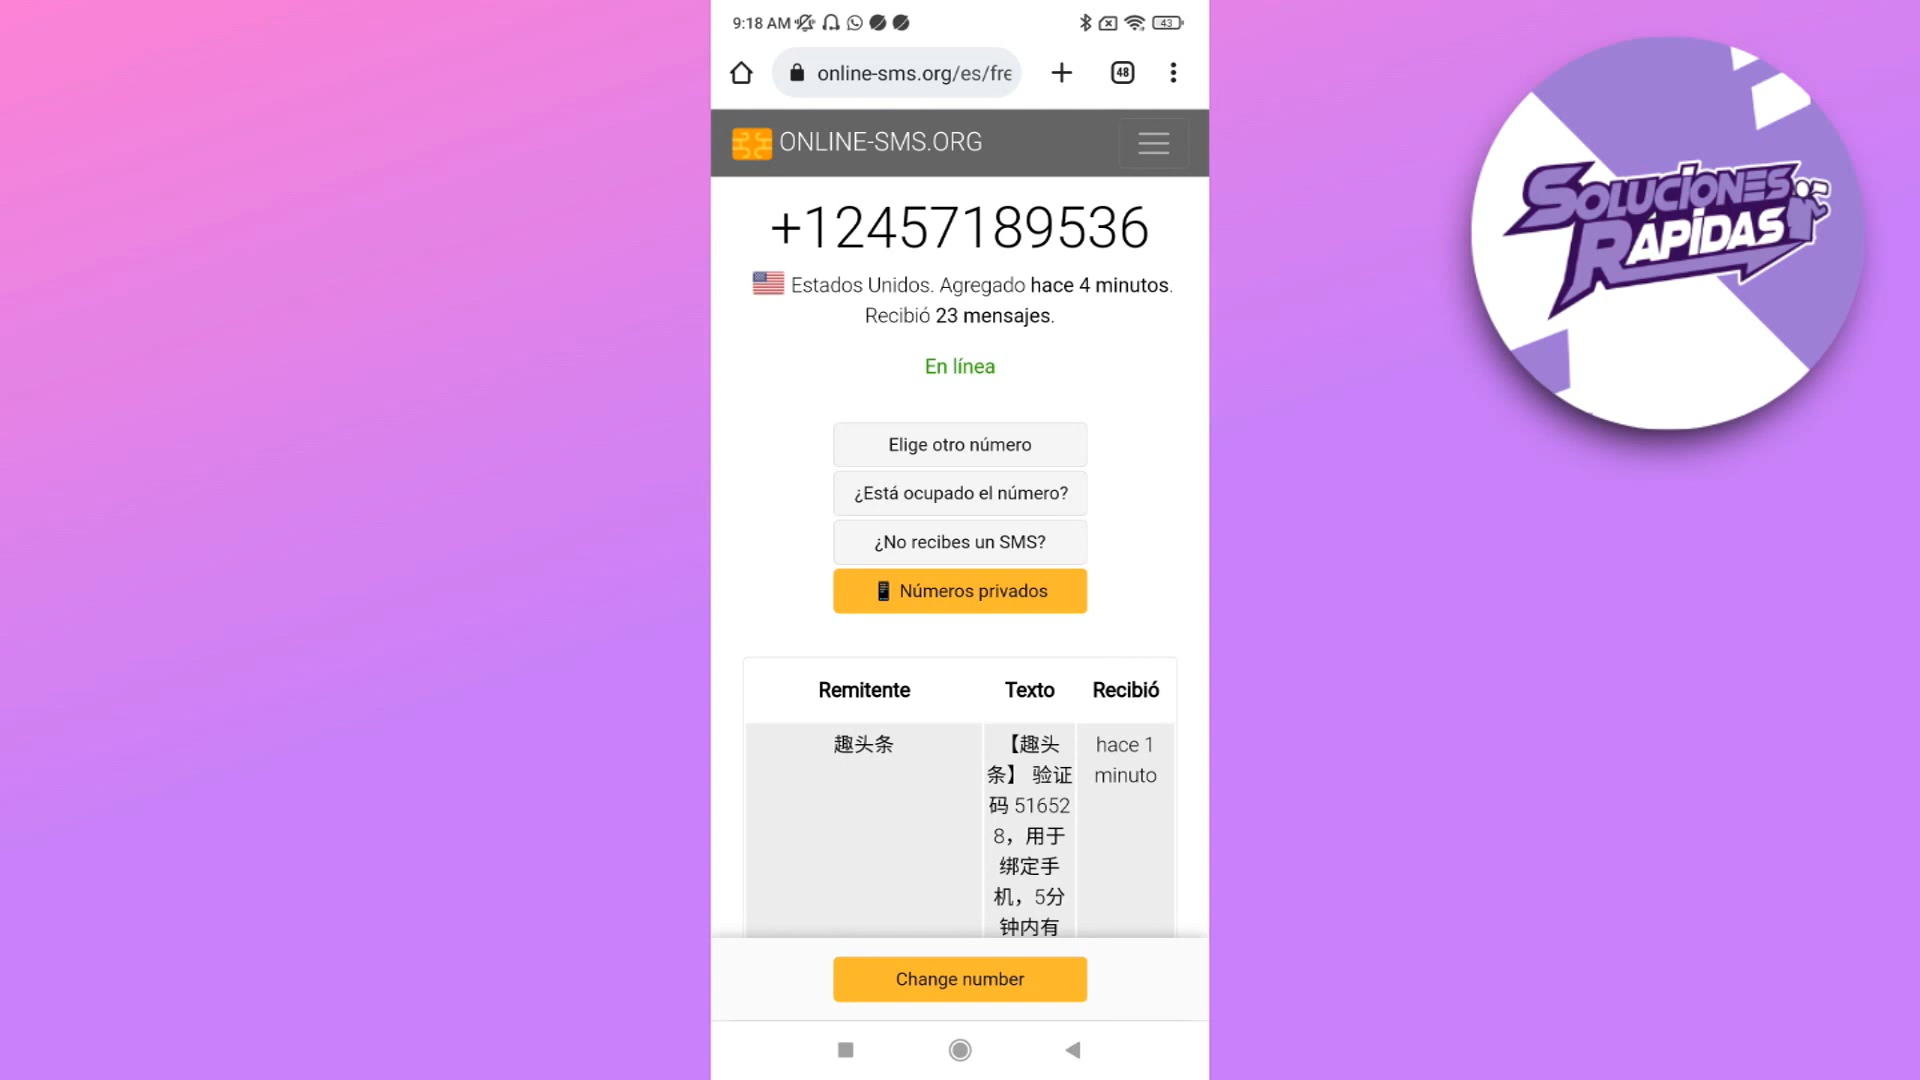 9:18 AM
43
online-sms.org/es/fre
48
ONLINE-SMS.ORG
+12457189536
Estados Unidos. Agregado hace 4 minutos.
Recibió 23 mensajes.
En línea
Elige otro número
¿Está ocupado el número?
¿No recibes un SMS?
Números privados
Remitente Texto Recibió
趣头条 【趣头 hace 1
条】 验证 minuto
码 51652
8，用于
绑定手
机，5分
钟内有
Change number
SOLUCIONES
RÁPIDAS